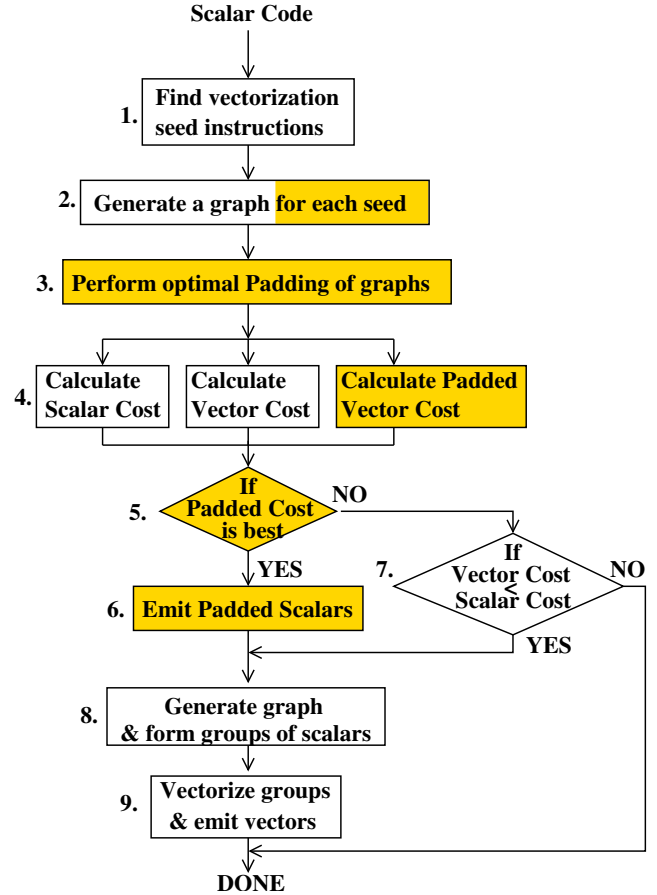 Scalar Code
1.
Find vectorization
seed instructions
2.
Generate a graph for each seed
3.
Perform optimal Padding of graphs
4.
Calculate
Scalar Cost
Calculate
Vector Cost
Calculate Padded
Vector Cost
5.
If
Padded Cost
is best
NO
YES
6.
Emit Padded Scalars
7.
If
Vector Cost
<
Scalar Cost
NO
YES
8.
Generate graph
& form groups of scalars
9.
Vectorize groups
& emit vectors
DONE